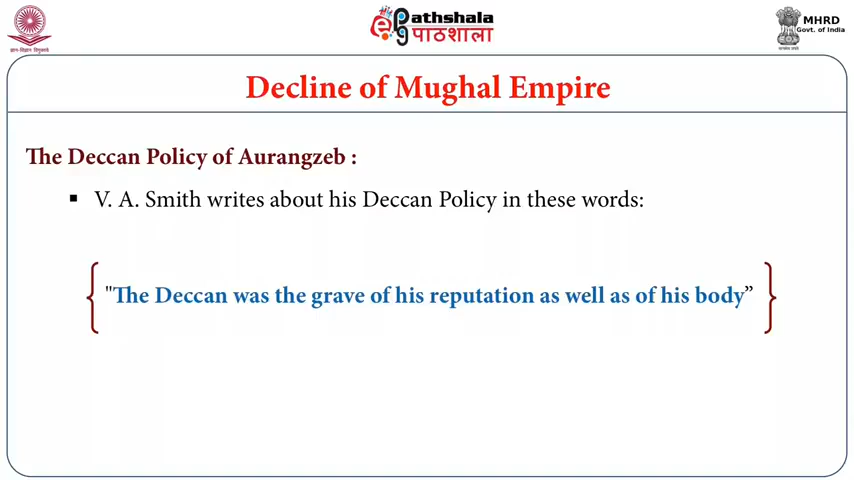 ePathshala
पाठशाला
MHRD
Govt. of India
Decline of Mughal Empire
The Deccan Policy of Aurangzeb :
▪ V. A. Smith writes about his Deccan Policy in these words:
"The Deccan was the grave of his reputation as well as of his body”